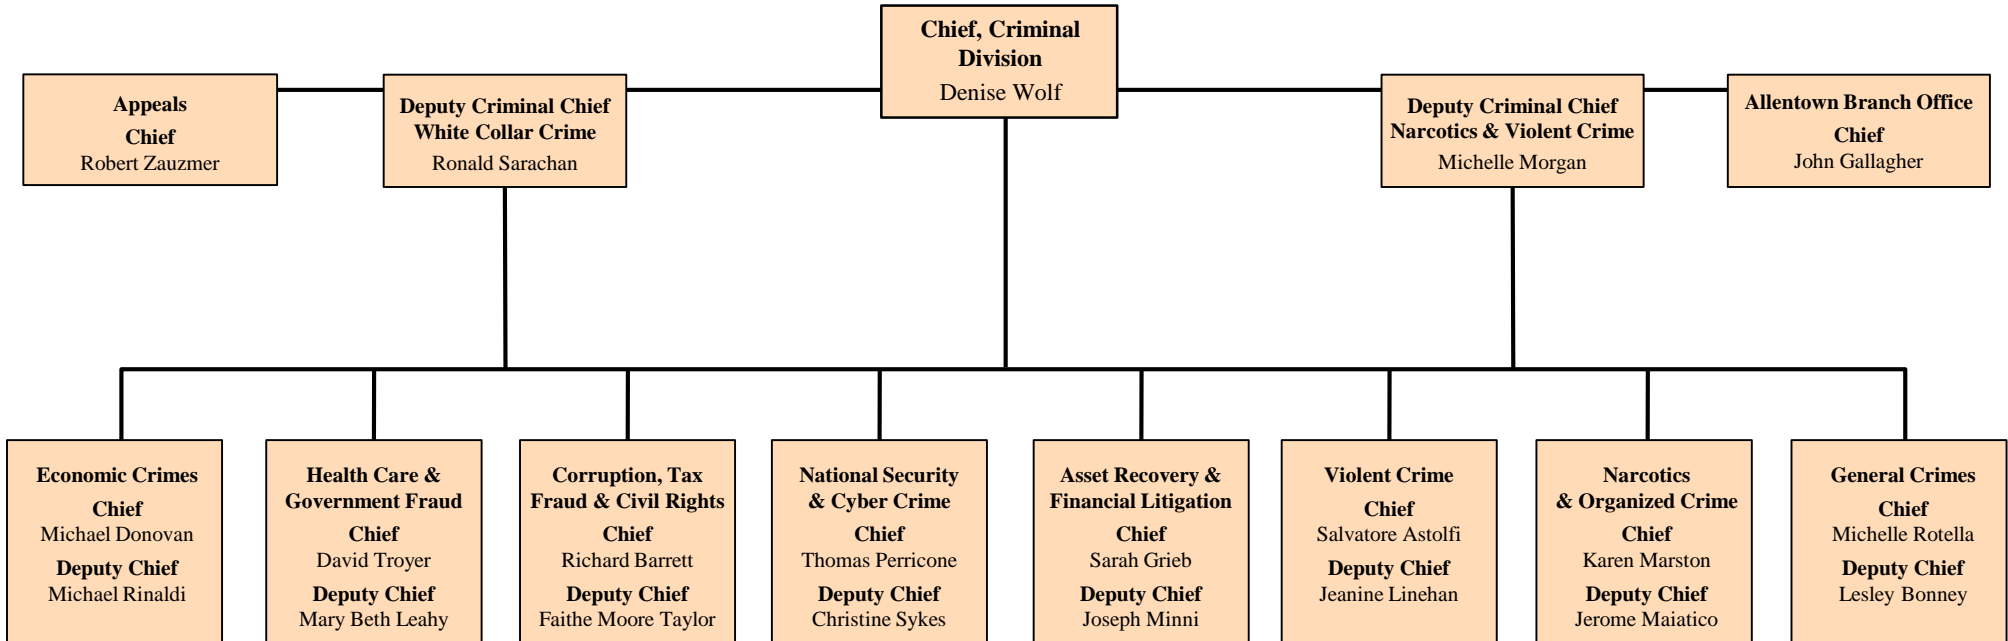 Chief, Criminal
Division
Denise Wolf
Appeals
Chief
Robert Zauzmer
Deputy Criminal Chief
White Collar Crime
Ronald Sarachan
Deputy Criminal Chief
Narcotics & Violent Crime
Michelle Morgan
Allentown Branch Office
Chief
John Gallagher
Economic Crimes
Chief
Michael Donovan
Deputy Chief
Michael Rinaldi
Health Care &
Government Fraud
Chief
David Troyer
Deputy Chief
Mary Beth Leahy
Corruption, Tax
Fraud & Civil Rights
Chief
Richard Barrett
Deputy Chief
Faithe Moore Taylor
National Security
& Cyber Crime
Chief
Thomas Perricone
Deputy Chief
Christine Sykes
Asset Recovery &
Financial Litigation
Chief
Sarah Grieb
Deputy Chief
Joseph Minni
Violent Crime
Chief
Salvatore Astolfi
Deputy Chief
Jeanine Linehan
Narcotics
& Organized Crime
Chief
Karen Marston
Deputy Chief
Jerome Maiatico
General Crimes
Chief
Michelle Rotella
Deputy Chief
Lesley Bonney